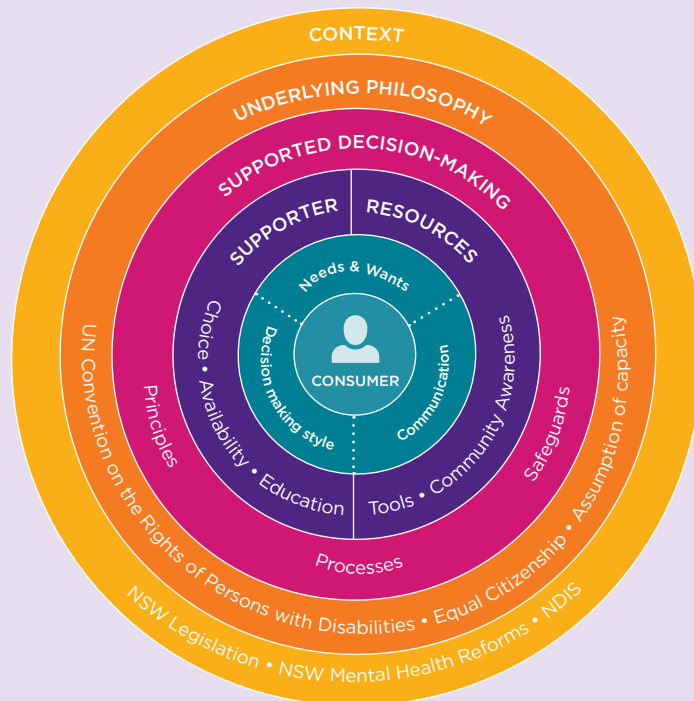 CONTEXT
UNDERLYING PHILOSOPHY
SUPPORTED DECISION-MAKING
SUPPORTER
RESOURCES
Needs & Wants
Decision making style
Communication
CONSUMER
Choice • Availability • Education
Tools • Community Awareness
Principles
Processes
Safeguards
UN Convention on the Rights of Persons with Disabilities • Equal Citizenship • Assumption of capacity
NSW Legislation • NSW Mental Health Reforms • NDIS